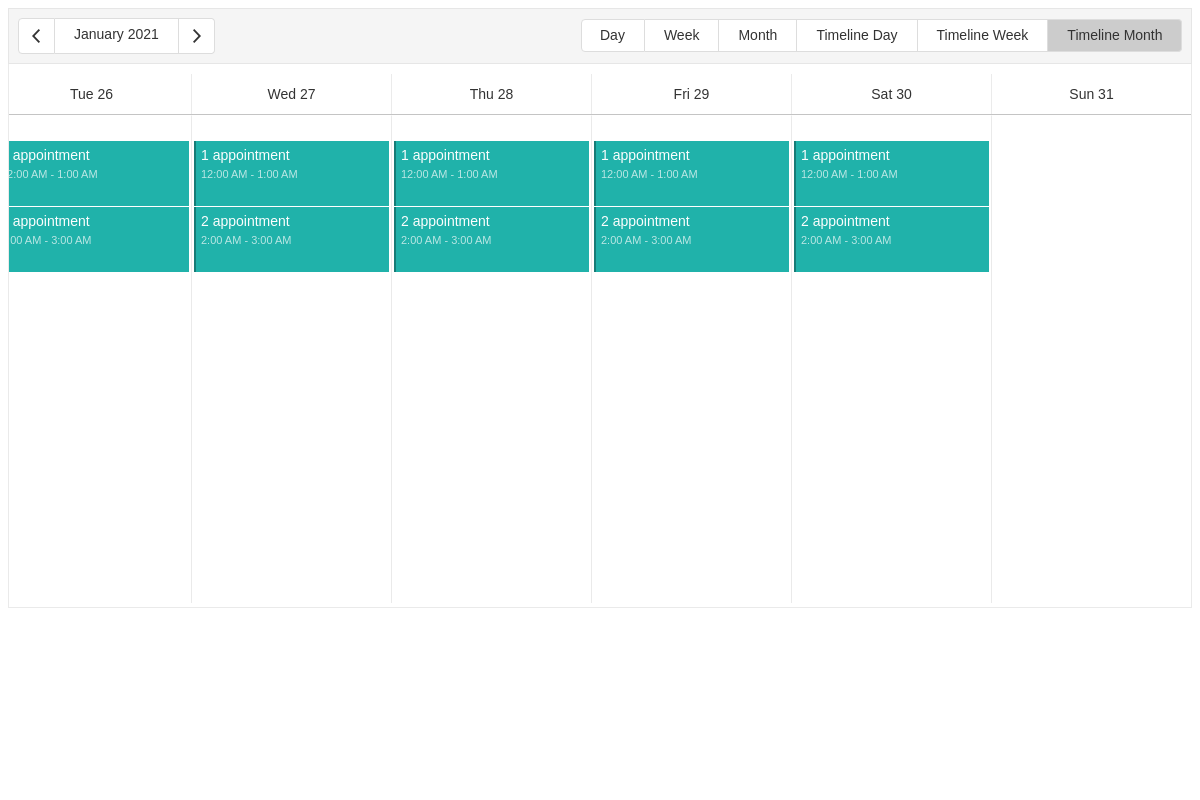 January 2021
Day Week Month Timeline Day Timeline Week Timeline Month
Tue 26 Wed 27 Thu 28 Fri 29 Sat 30 Sun 31
appointment 1 appointment 1 appointment 1 appointment 1 appointment
2:00 AM - 1:00 AM 12:00 AM - 1:00 AM 12:00 AM - 1:00 AM 12:00 AM - 1:00 AM 12:00 AM - 1:00 AM
appointment 2 appointment 2 appointment 2 appointment 2 appointment
:00 AM - 3:00 AM 2:00 AM - 3:00 AM 2:00 AM - 3:00 AM 2:00 AM - 3:00 AM 2:00 AM - 3:00 AM